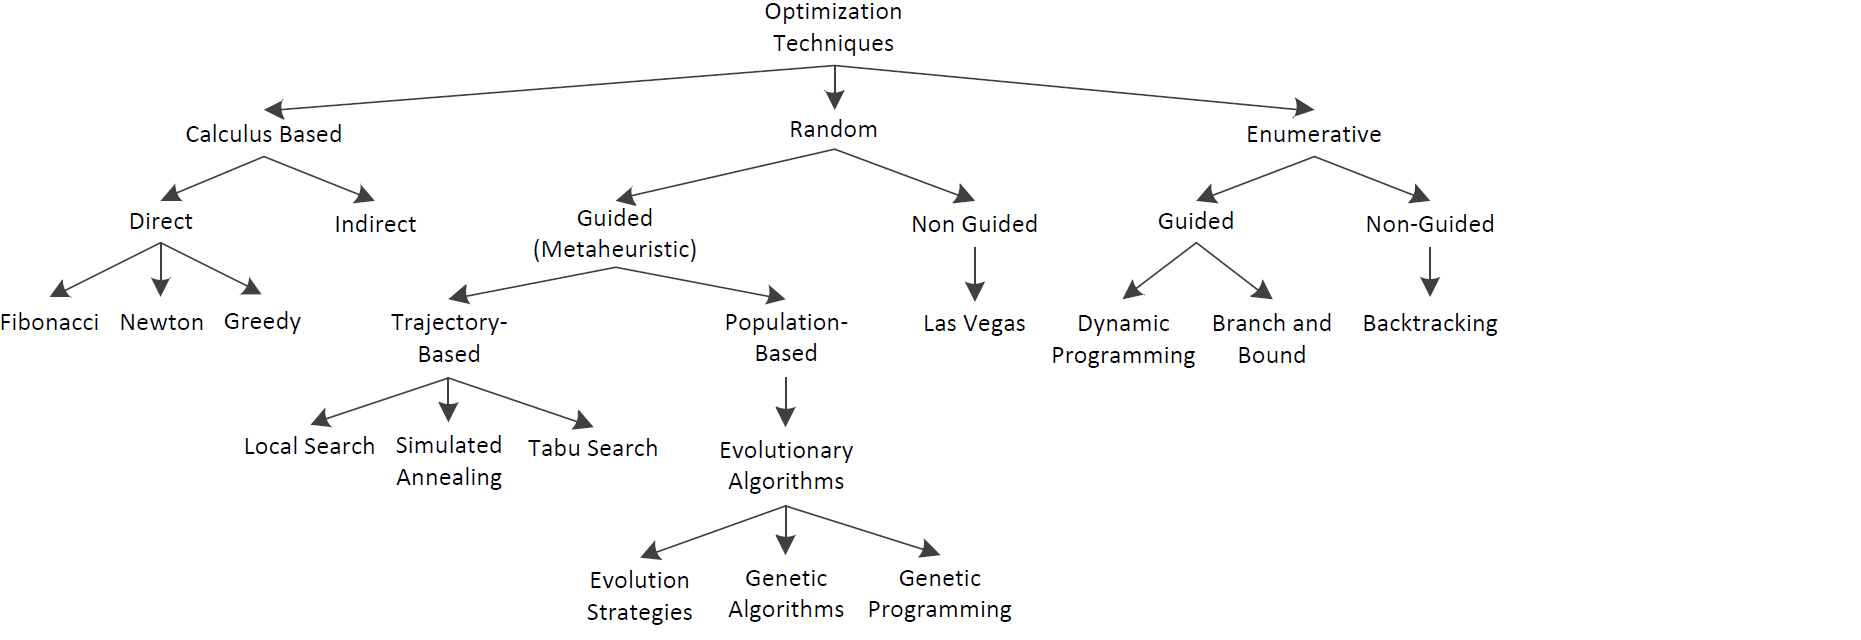 Optimization
Techniques
Calculus Based
Random
Enumerative
Direct
Indirect
Guided
(Metaheuristic)
Non Guided
Guided
Non-Guided
Fibonacci
Newton
Greedy
Trajectory-
Based
Population-
Based
Las Vegas
Dynamic
Programming
Branch and
Bound
Backtracking
Local Search
Simulated
Annealing
Tabu Search
Evolutionary
Algorithms
Evolution
Strategies
Genetic
Algorithms
Genetic
Programming